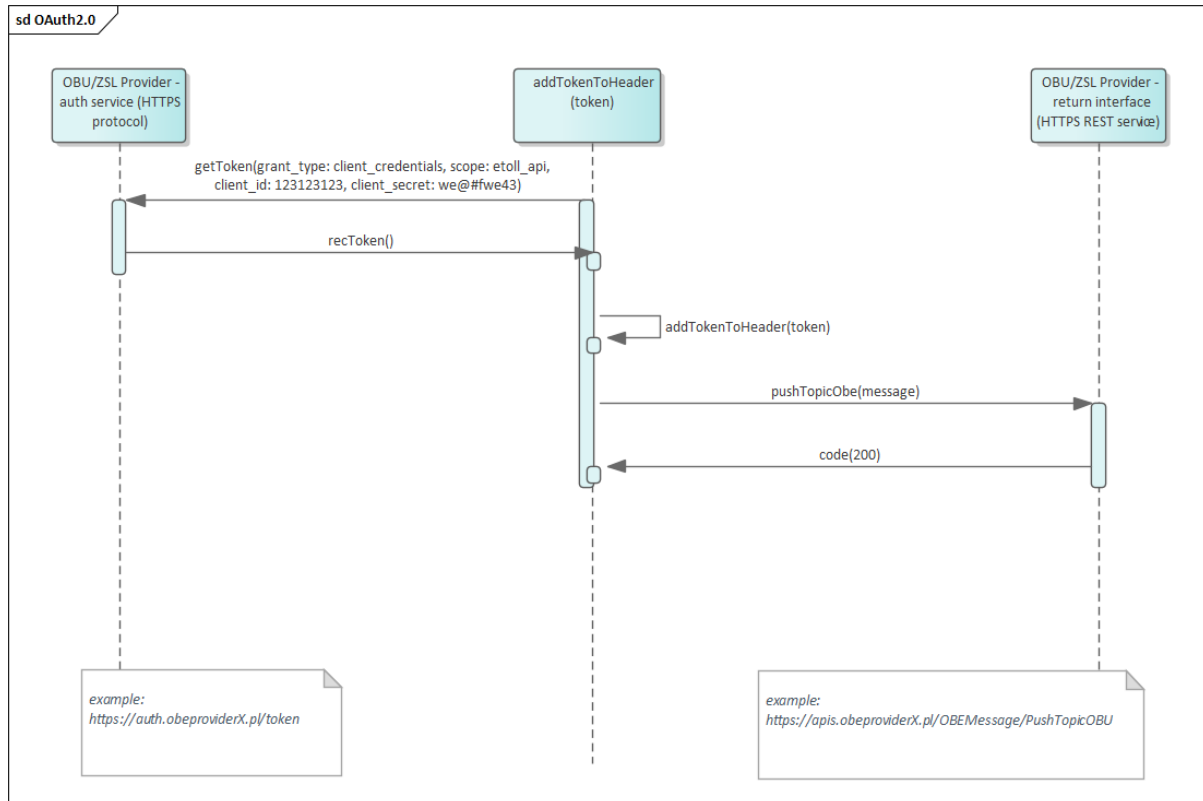 sd OAuth2.0
OBU/ZSL Provider -
auth service (HTTPS
protocol)
addTokenToHeader
(token)
OBU/ZSL Provider -
return interface
(HTTPS REST service)
getToken(grant_type: client_credentials, scope: etoll_api,
client_id: 123123123, client_secret: we@#fwe43)
recToken()
addTokenToHeader(token)
pushTopicObe(message)
code(200)
example:
https://auth.obeproviderX.pl/token
example:
https://apis.obeproviderX.pl/OBEMessage/PushTopicOBU